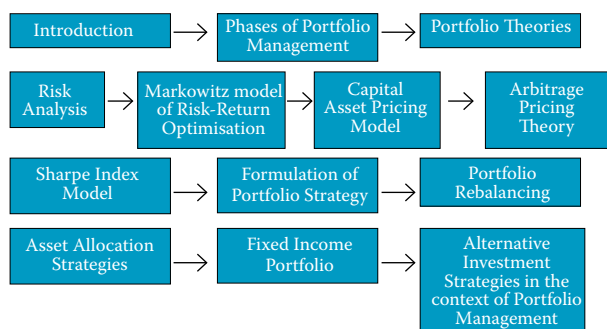 Introduction
Phases of Portfolio
Management
Portfolio Theories
Risk
Analysis
Markowitz model
of Risk-Return
Optimisation
Capital
Asset Pricing
Model
Arbitrage
Pricing
Theory
Sharpe Index
Model
Formulation of
Portfolio Strategy
Portfolio
Rebalancing
Asset Allocation
Strategies
Fixed Income
Portfolio
Alternative
Investment
Strategies in the
context of Portfolio
Management